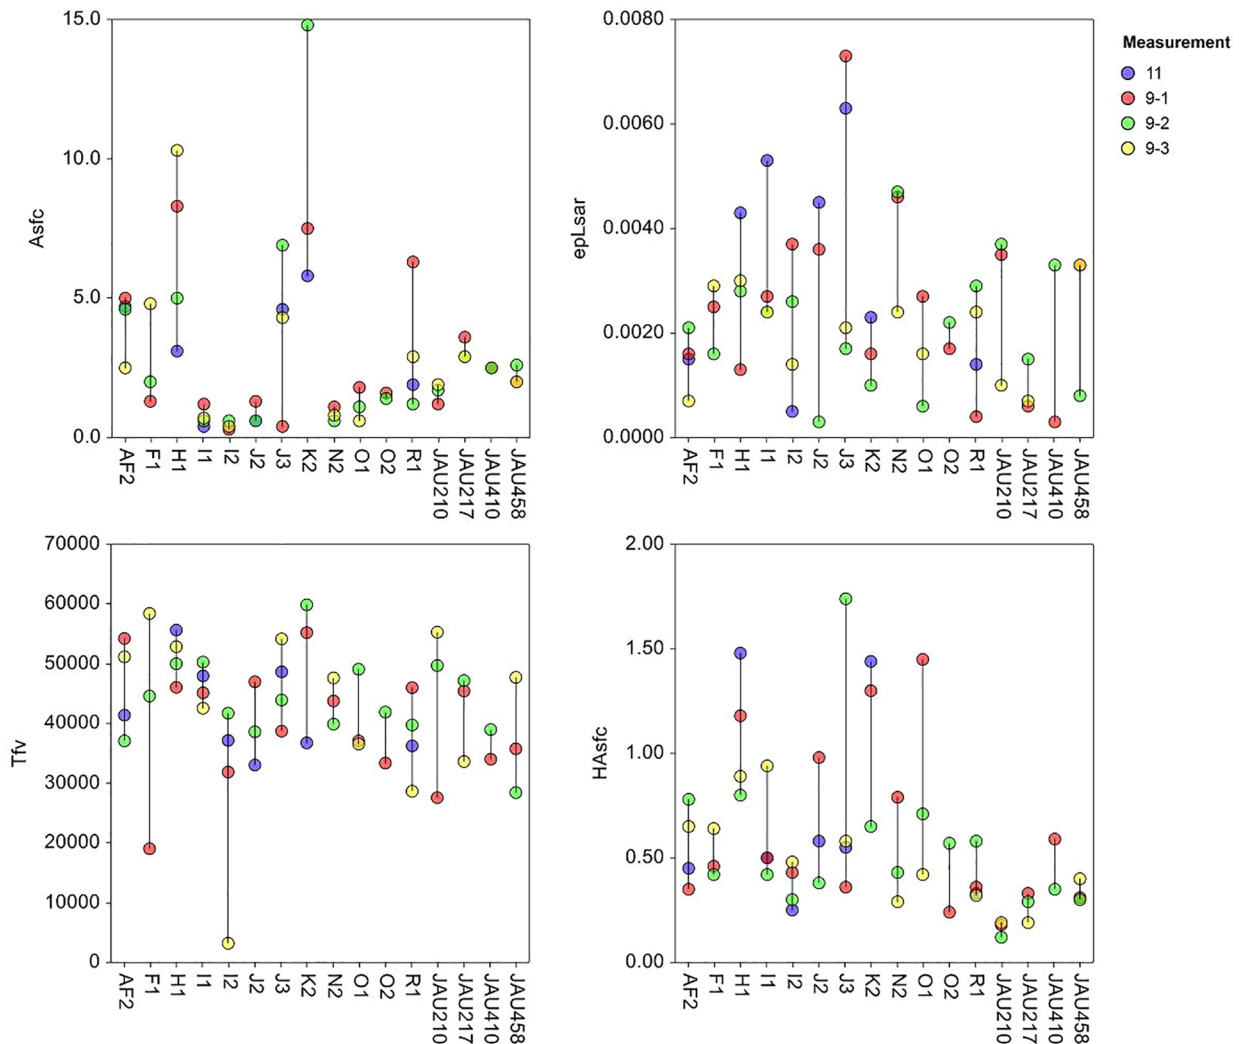 15.0
10.0
5.0
0.0
Asfc
AF2
F1
H1
I1
I2
J2
J3
K2
N2
O1
O2
R1
JAU210
JAU217
JAU410
JAU458
0.0080
0.0060
0.0040
0.0020
0.0000
epLsar
AF2
F1
H1
I1
I2
J2
J3
K2
N2
O1
O2
R1
JAU210
JAU217
JAU410
JAU458
Measurement
11
9-1
9-2
9-3
70000
60000
50000
40000
30000
20000
10000
0
Tfv
AF2
F1
H1
I1
I2
J2
J3
K2
N2
O1
O2
R1
JAU210
JAU217
JAU410
JAU458
2.00
1.50
1.00
0.50
0.00
HAsfc
AF2
F1
H1
I1
I2
J2
J3
K2
N2
O1
O2
R1
JAU210
JAU217
JAU410
JAU458